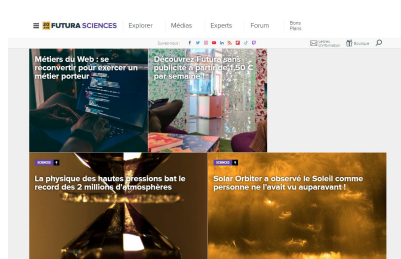 FUTURA SCIENCES
Explorer
Médias
Experts
Forum
Bons
Plans
Boutique
Métiers du Web : se
reconvertir pour exercer un
métier porteur
Découvrez Futura sans
publicité à partir de 1,50 €
par semaine !
SCIENCES
La physique des hautes pressions bat le
record des 2 millions d'atmosphères
SCIENCES
Solar Orbiter a observé le Soleil comme
personne ne l'avait vu auparavant !